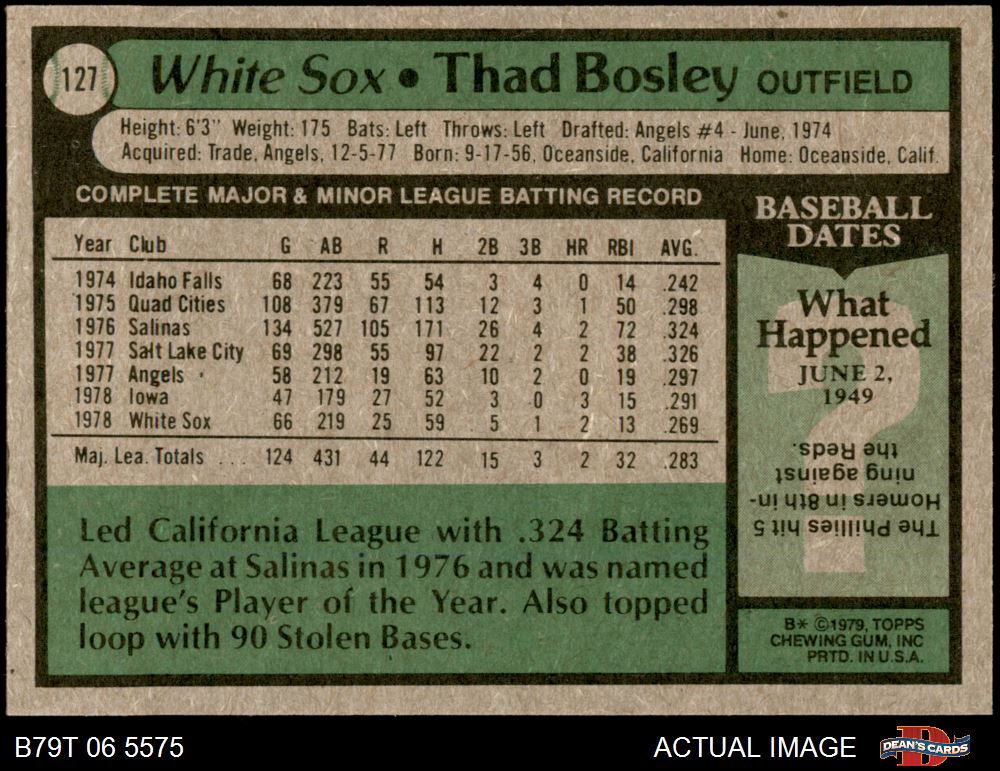 127
White Sox • Thad Bosley OUTFIELD
Height: 6'3" Weight: 175 Bats: Left Throws: Left Drafted: Angels #4 - June, 1974
Acquired: Trade, Angels, 12-5-77 Born: 9-17-56, Oceanside, California Home: Oceanside, Calif.
COMPLETE MAJOR & MINOR LEAGUE BATTING RECORD
Year Club G AB R H 2B 3B HR RBI AVG.
1974 Idaho Falls 68 223 55 54 3 4 0 14 .242
1975 Quad Cities 108 379 67 113 12 3 1 50 .298
1976 Salinas 134 527 105 171 26 4 2 72 .324
1977 Salt Lake City 69 298 55 97 22 2 2 38 .326
1977 Angels 58 212 19 63 10 2 0 19 .297
1978 Iowa 47 179 27 52 3 0 3 15 .291
1978 White Sox 66 219 25 59 5 1 2 13 .269
Maj. Lea. Totals ... 124 431 44 122 15 3 2 32 .283
Led California League with .324 Batting
Average at Salinas in 1976 and was named
league's Player of the Year. Also topped
loop with 90 Stolen Bases.
BASEBALL
DATES
What
Happened
JUNE 2,
1949
The Phillies hit 5
Homers in 8th in-
ning against
the Reds.
B* ©1979, TOPPS
CHEWING GUM, INC
PRTD. IN U.S.A.
B79T 06 5575
ACTUAL IMAGE
D
DEAN'S CARDS